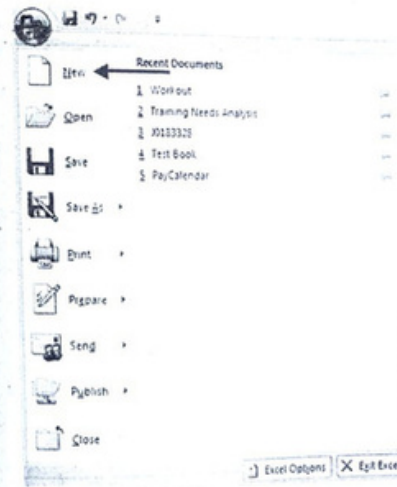 New
Open
Save
Save As
Print
Prepare
Send
Publish
Close
Recent Documents
1 Workout
2 Training Needs Analysis
3 J0183328
4 Test Book
5 PayCalendar
Excel Options
Exit Excel